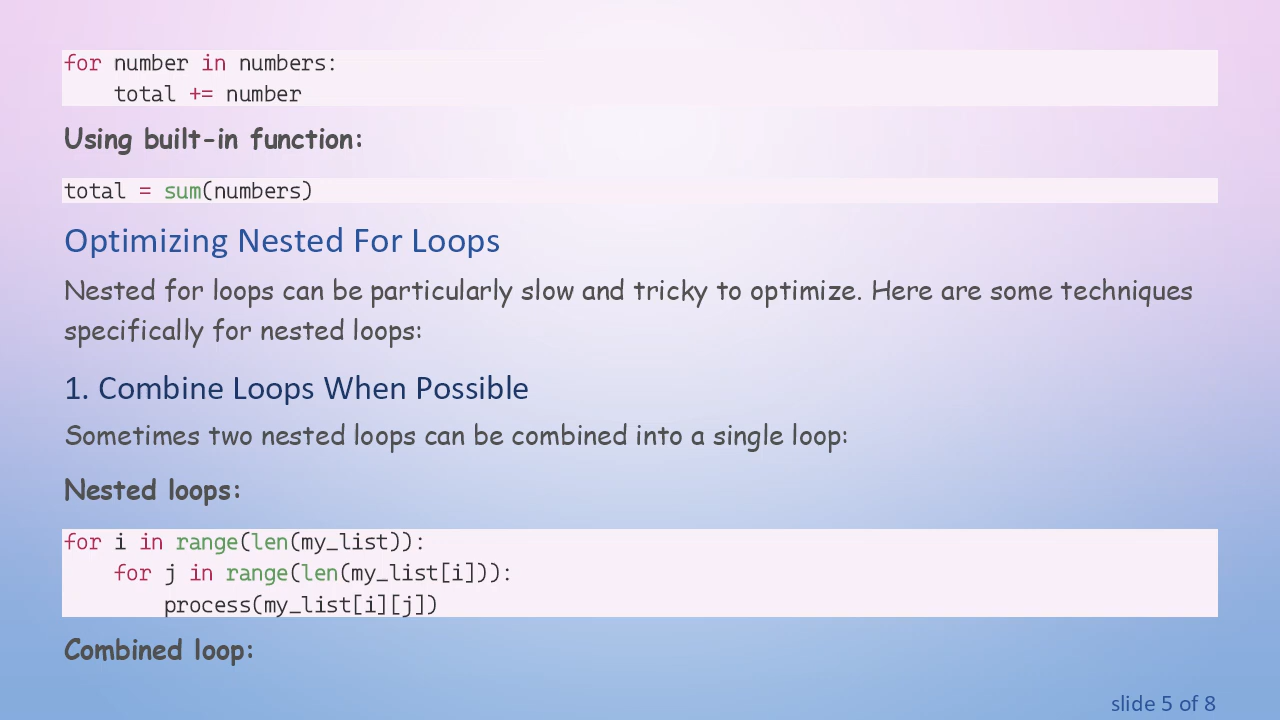 for number in numbers:
    total += number
Using built-in function:
total = sum(numbers)
Optimizing Nested For Loops
Nested for loops can be particularly slow and tricky to optimize. Here are some techniques
specifically for nested loops:
1. Combine Loops When Possible
Sometimes two nested loops can be combined into a single loop:
Nested loops:
for i in range(len(my_list)):
    for j in range(len(my_list[i])):
        process(my_list[i][j])
Combined loop:
slide 5 of 8